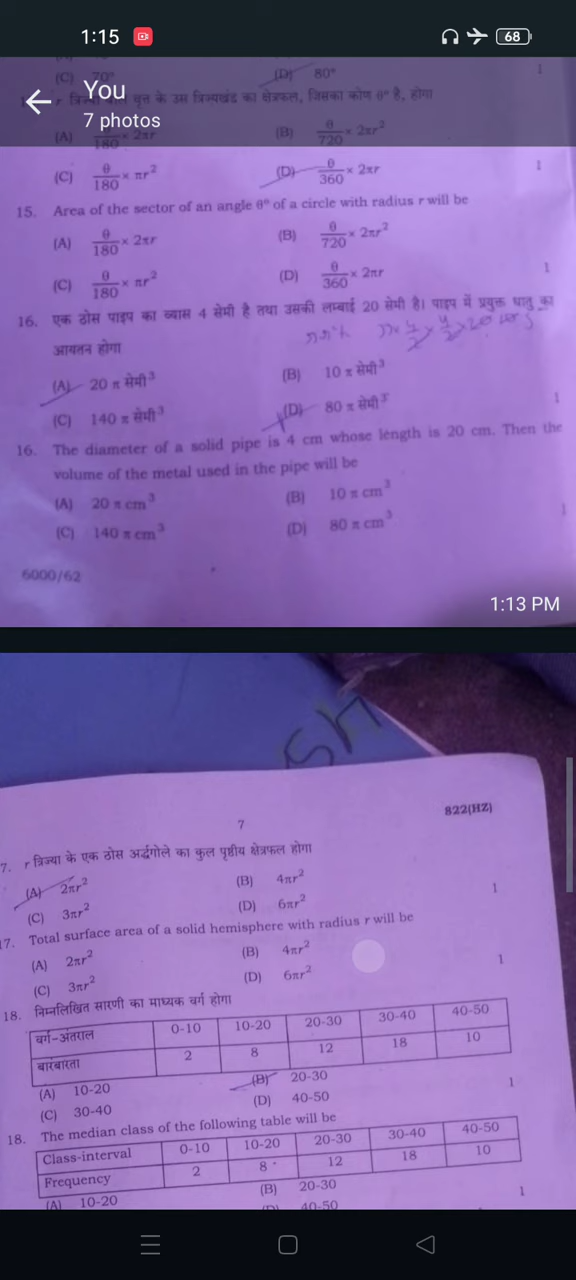 1:15
68
You
7 photos
(C) 70°
(D) 80°
1
r त्रिज्या वाले वृत्त के उस त्रिज्यखंड का क्षेत्रफल, जिसका कोण θ° है, होगा
(A) θ/180 × 2πr
(B) θ/720 × 2πr²
(C) θ/180 × πr²
(D) θ/360 × 2πr
1
15. Area of the sector of an angle θ° of a circle with radius r will be
(A) θ/180 × 2πr
(B) θ/720 × 2πr²
(C) θ/180 × πr²
(D) θ/360 × 2πr
1
16. एक ठोस पाइप का व्यास 4 सेमी है तथा उसकी लम्बाई 20 सेमी है। पाइप में प्रयुक्त धातु का
आयतन होगा
(A) 20 π सेमी³
(B) 10 π सेमी³
(C) 140 π सेमी³
(D) 80 π सेमी³
1
16. The diameter of a solid pipe is 4 cm whose length is 20 cm. Then the
volume of the metal used in the pipe will be
(A) 20 π cm³
(B) 10 π cm³
(C) 140 π cm³
(D) 80 π cm³
1
6000/62
1:13 PM
SH
7
822(HZ)
7. r त्रिज्या के एक ठोस अर्द्धगोले का कुल पृष्ठीय क्षेत्रफल होगा
(A) 2πr²
(B) 4πr²
(C) 3πr²
(D) 6πr²
1
17. Total surface area of a solid hemisphere with radius r will be
(A) 2πr²
(B) 4πr²
(C) 3πr²
(D) 6πr²
1
18. निम्नलिखित सारणी का माध्यक वर्ग होगा
वर्ग-अंतराल 0-10 10-20 20-30 30-40 40-50
बारंबारता 2 8 12 18 10
(A) 10-20
(B) 20-30
(C) 30-40
(D) 40-50
1
18. The median class of the following table will be
Class-interval 0-10 10-20 20-30 30-40 40-50
Frequency 2 8 12 18 10
(A) 10-20
(B) 20-30
1
(D) 40-50